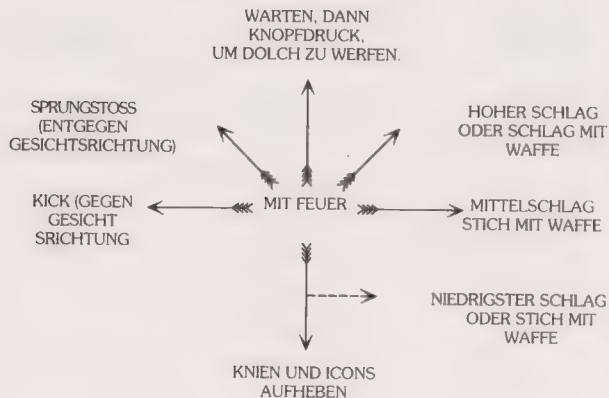 WARTEN, DANN
KNOPFDRUCK,
UM DOLCH ZU WERFEN.
SPRUNGSTOSS
(ENTGEGEN
GESICHTSRICHTUNG)
HOHER SCHLAG
ODER SCHLAG MIT
WAFFE
KICK (GEGEN
GESICHT
SRICHTUNG
MIT FEUER
MITTELSCHLAG
STICH MIT WAFFE
NIEDRIGSTER SCHLAG
ODER STICH MIT
WAFFE
KNIEN UND ICONS
AUFHEBEN